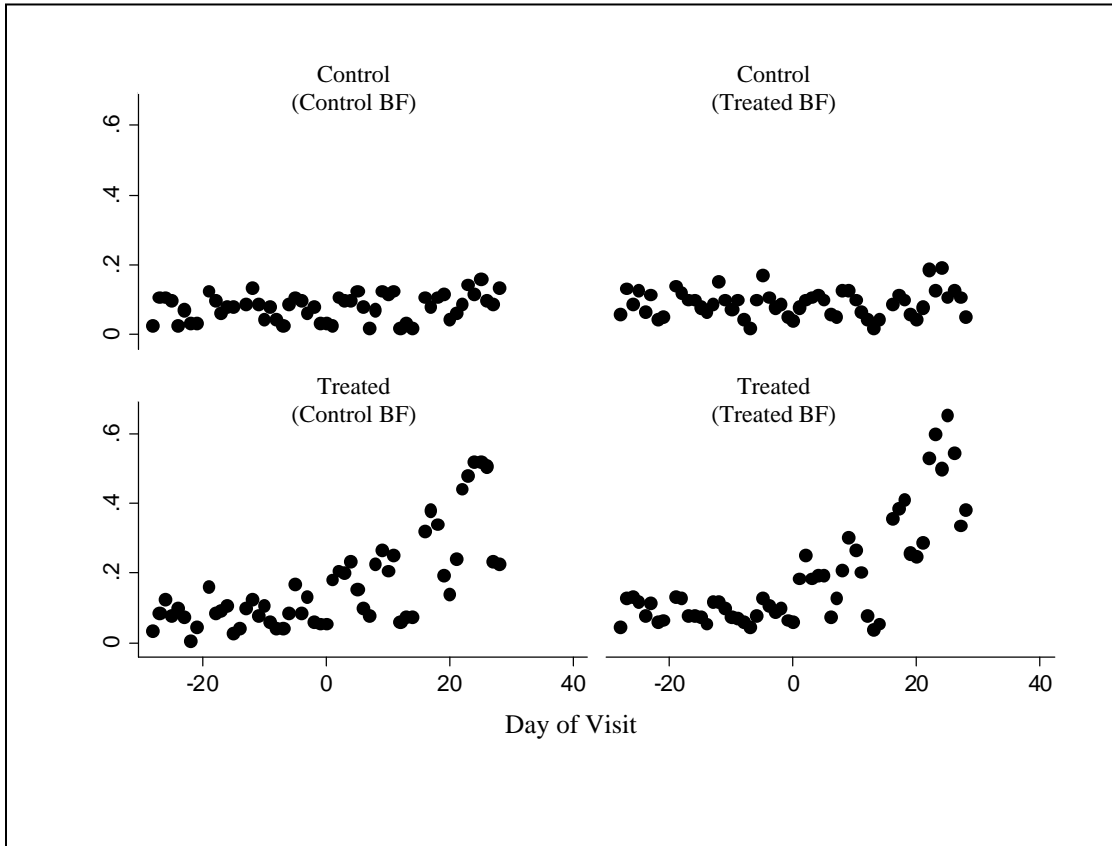 Control
(Control BF)
Control
(Treated BF)
.6
.4
.2
0
Treated
(Control BF)
Treated
(Treated BF)
.6
.4
.2
0
-20
0
20
40
-20
0
20
40
Day of Visit